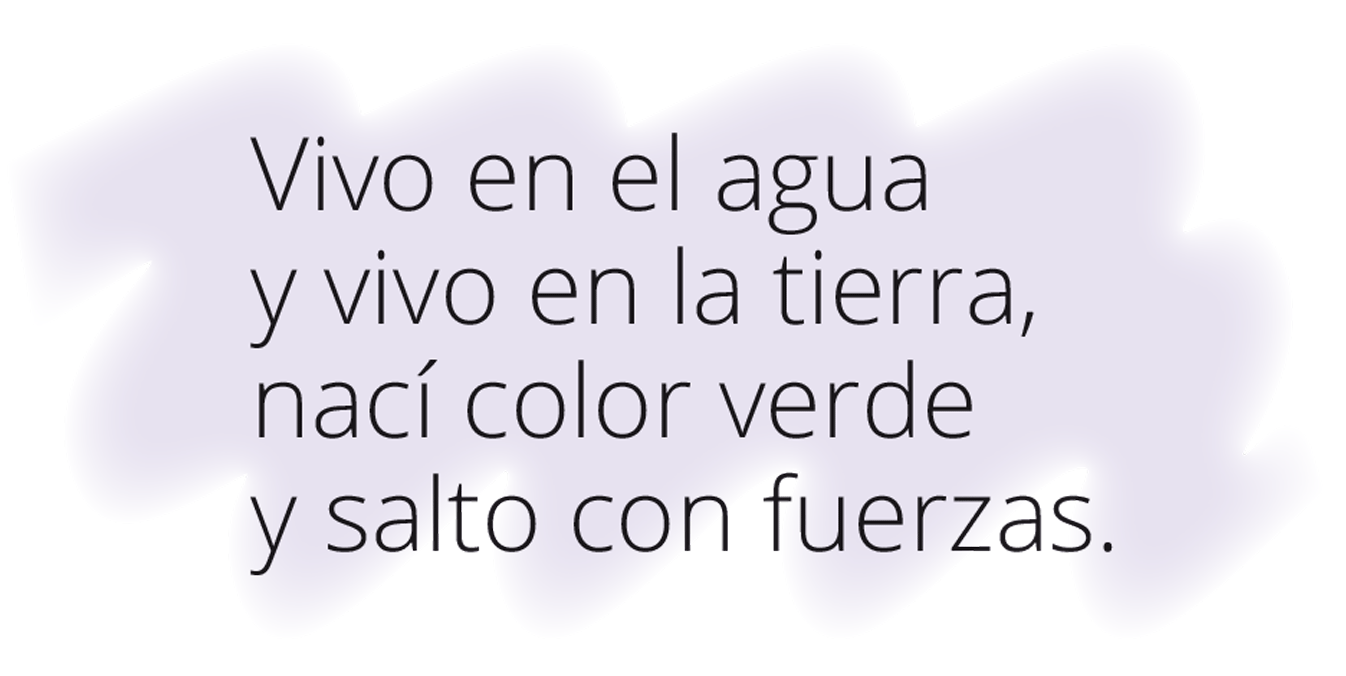 Vivo en el agua
y vivo en la tierra,
nací color verde
y salto con fuerzas.